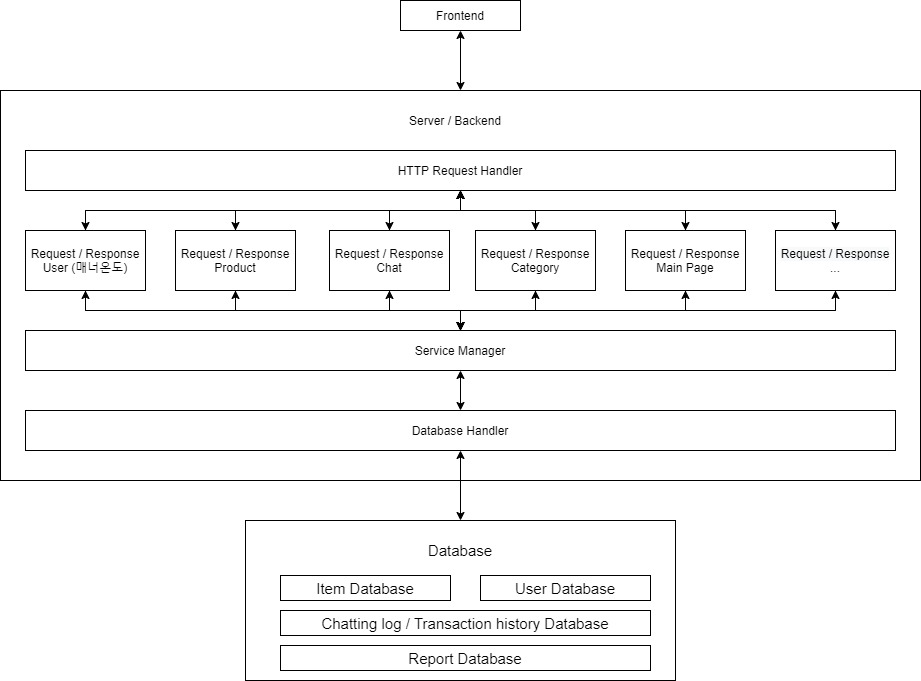 Frontend
Server / Backend
HTTP Request Handler
Request / Response
User (매너온도)
Request / Response
Product
Request / Response
Chat
Request / Response
Category
Request / Response
Main Page
Request / Response
...
Service Manager
Database Handler
Database
Item Database
User Database
Chatting log / Transaction history Database
Report Database